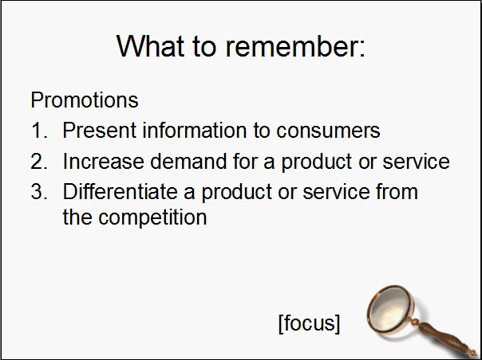 What to remember:
Promotions
1. Present information to consumers
2. Increase demand for a product or service
3. Differentiate a product or service from
the competition
[focus]